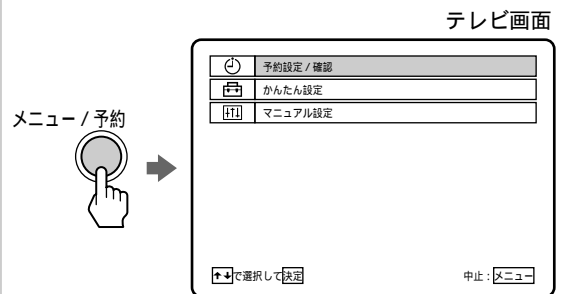 テレビ画面
メニュー / 予約
予約設定 / 確認
かんたん設定
マニュアル設定
↑↓で選択して決定
中止 : メニュー